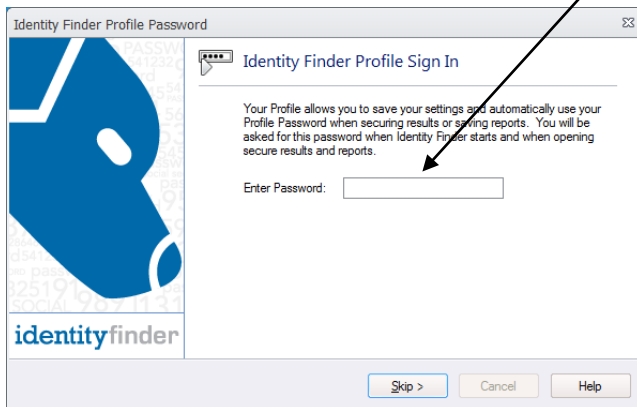 Identity Finder Profile Password
Identity Finder Profile Sign In
Your Profile allows you to save your settings and automatically use your
Profile Password when securing results or saving reports. You will be
asked for this password when Identity Finder starts and when opening
secure results and reports.
Enter Password:
SOCIAL
identityfinder
Skip >
Cancel
Help